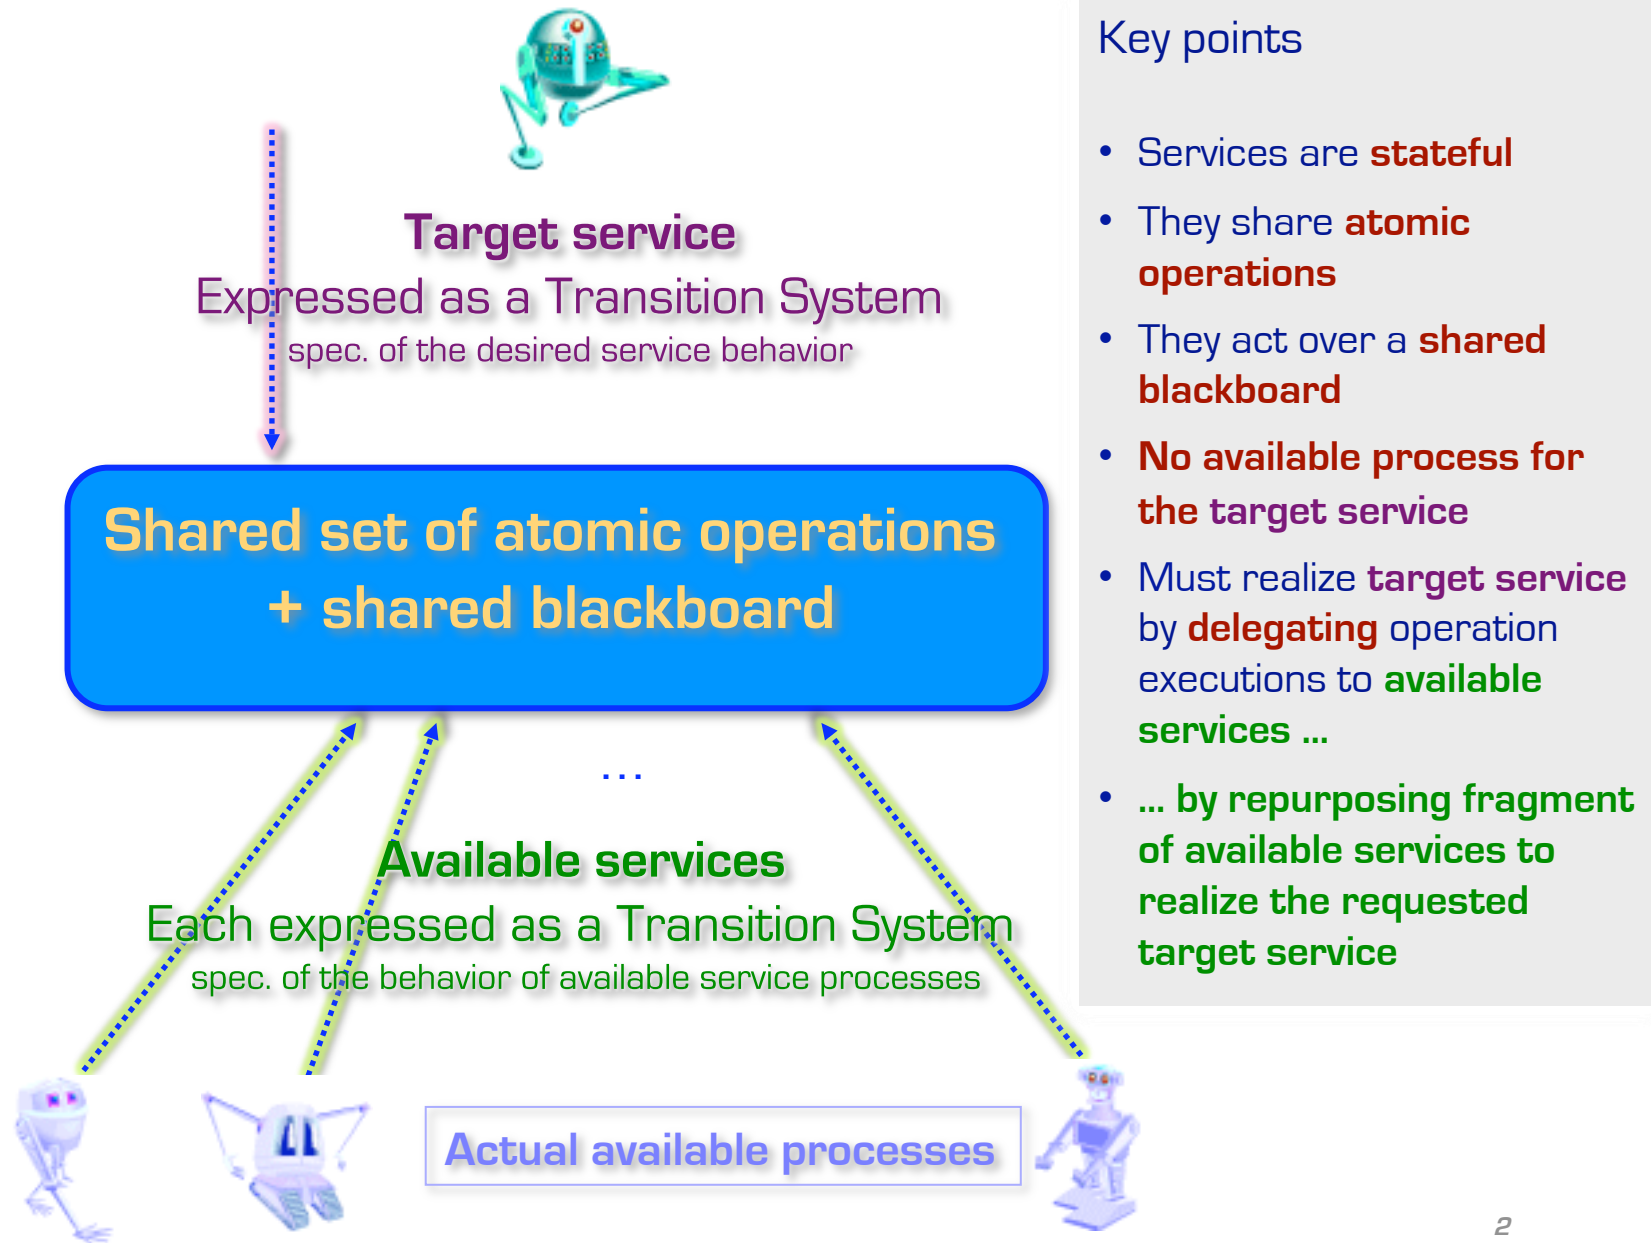 Target service
Expressed as a Transition System
spec. of the desired service behavior
Shared set of atomic operations
+ shared blackboard
...
Available services
Each expressed as a Transition System
spec. of the behavior of available service processes
Actual available processes
Key points
• Services are stateful
• They share atomic
operations
• They act over a shared
blackboard
• No available process for
the target service
• Must realize target service
by delegating operation
executions to available
services ...
• ... by repurposing fragment
of available services to
realize the requested
target service
2